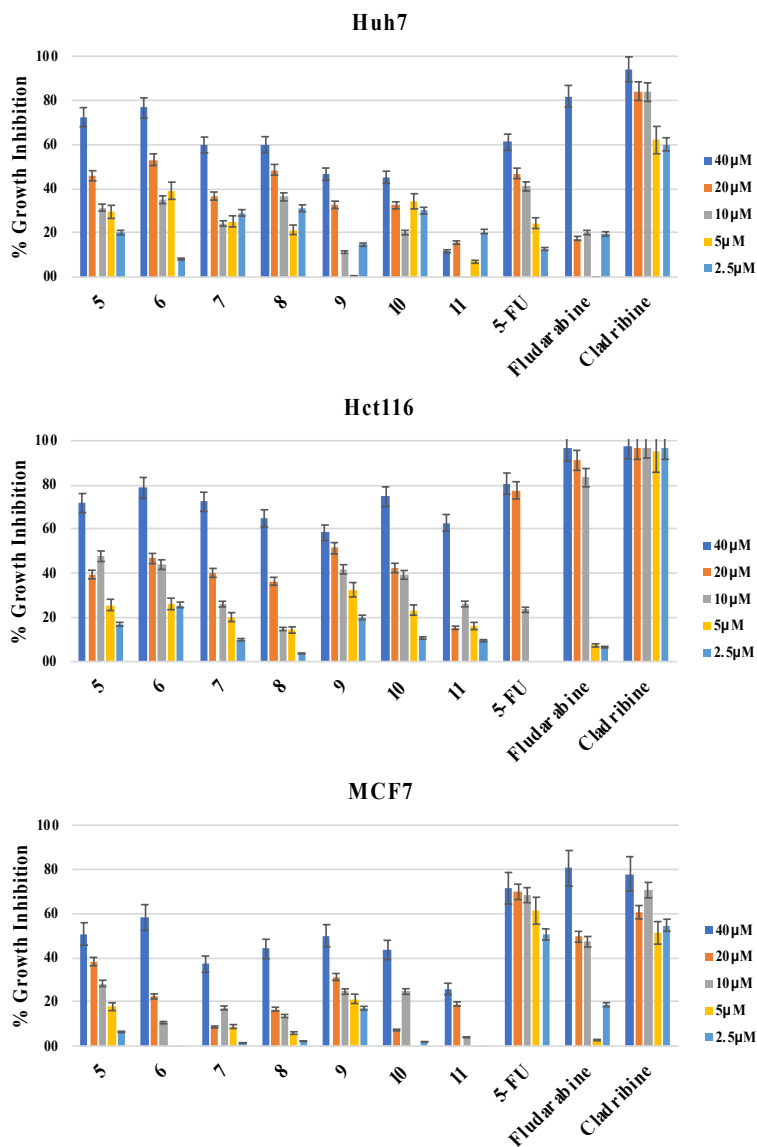 Huh7
% Growth Inhibition
100
80
60
40
20
00
5
6
7
8
9
10
11
5-FU
Fludarabine
Cladribine
40µM
20µM
10µM
5µM
2.5µM
Hct116
% Growth Inhibition
100
80
60
40
20
00
5
6
7
8
9
10
11
5-FU
Fludarabine
Cladribine
40µM
20µM
10µM
5µM
2.5µM
MCF7
% Growth Inhibition
100
80
60
40
20
00
5
6
7
8
9
10
11
5-FU
Fludarabine
Cladribine
40µM
20µM
10µM
5µM
2.5µM